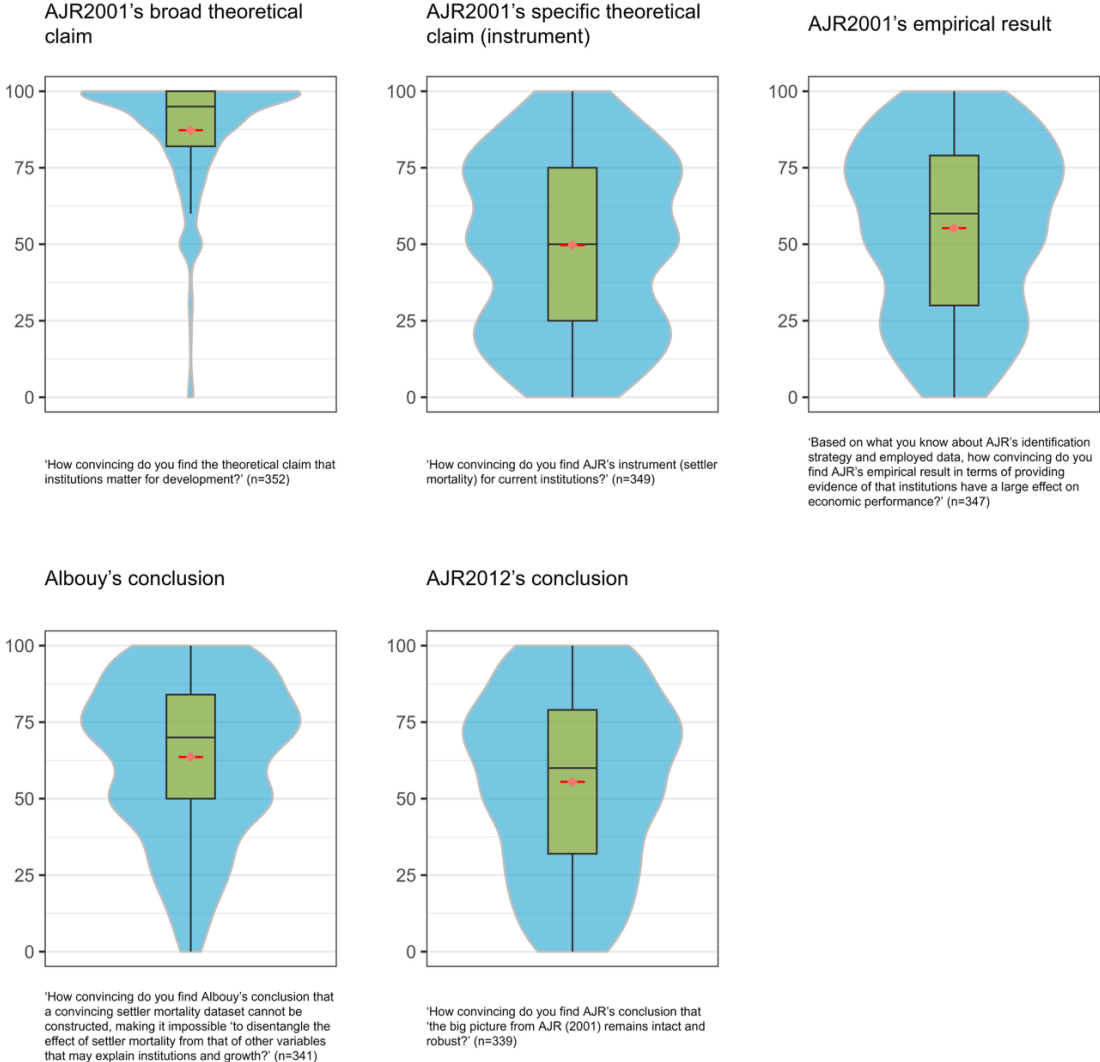 AJR2001’s broad theoretical
claim
100
75
50
25
0
‘How convincing do you find the theoretical claim that
institutions matter for development?’ (n=352)
AJR2001’s specific theoretical
claim (instrument)
100
75
50
25
0
‘How convincing do you find AJR’s instrument (settler
mortality) for current institutions?’ (n=349)
AJR2001’s empirical result
100
75
50
25
0
‘Based on what you know about AJR’s identification
strategy and employed data, how convincing do you
find AJR’s empirical result in terms of providing
evidence of that institutions have a large effect on
economic performance?’ (n=347)
Albouy’s conclusion
100
75
50
25
0
‘How convincing do you find Albouy’s conclusion that
a convincing settler mortality dataset cannot be
constructed, making it impossible ‘to disentangle the
effect of settler mortality from that of other variables
that may explain institutions and growth?’ (n=341)
AJR2012’s conclusion
100
75
50
25
0
‘How convincing do you find AJR’s conclusion that
‘the big picture from AJR (2001) remains intact and
robust?’ (n=339)